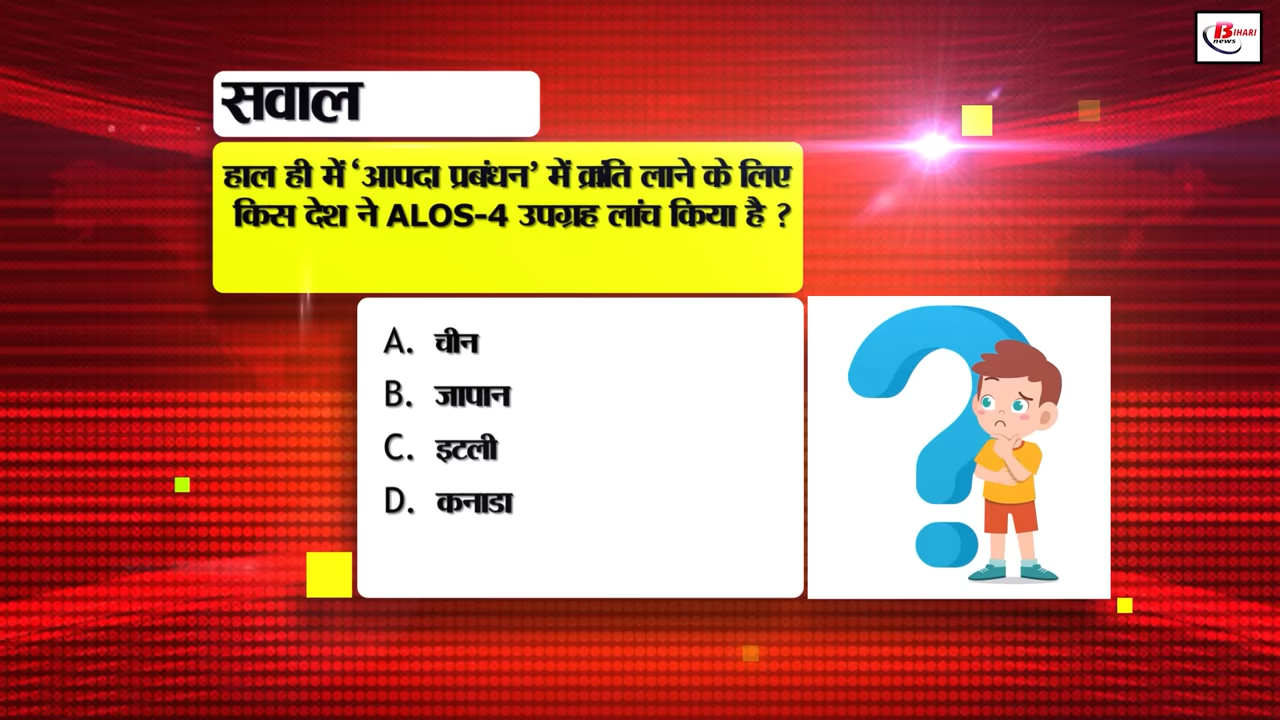 BIHARI
news
सवाल
हाल ही में ‘आपदा प्रबंधन’ में क्रांति लाने के लिए
किस देश ने ALOS-4 उपग्रह लांच किया है ?
A. चीन
B. जापान
C. इटली
D. कनाडा